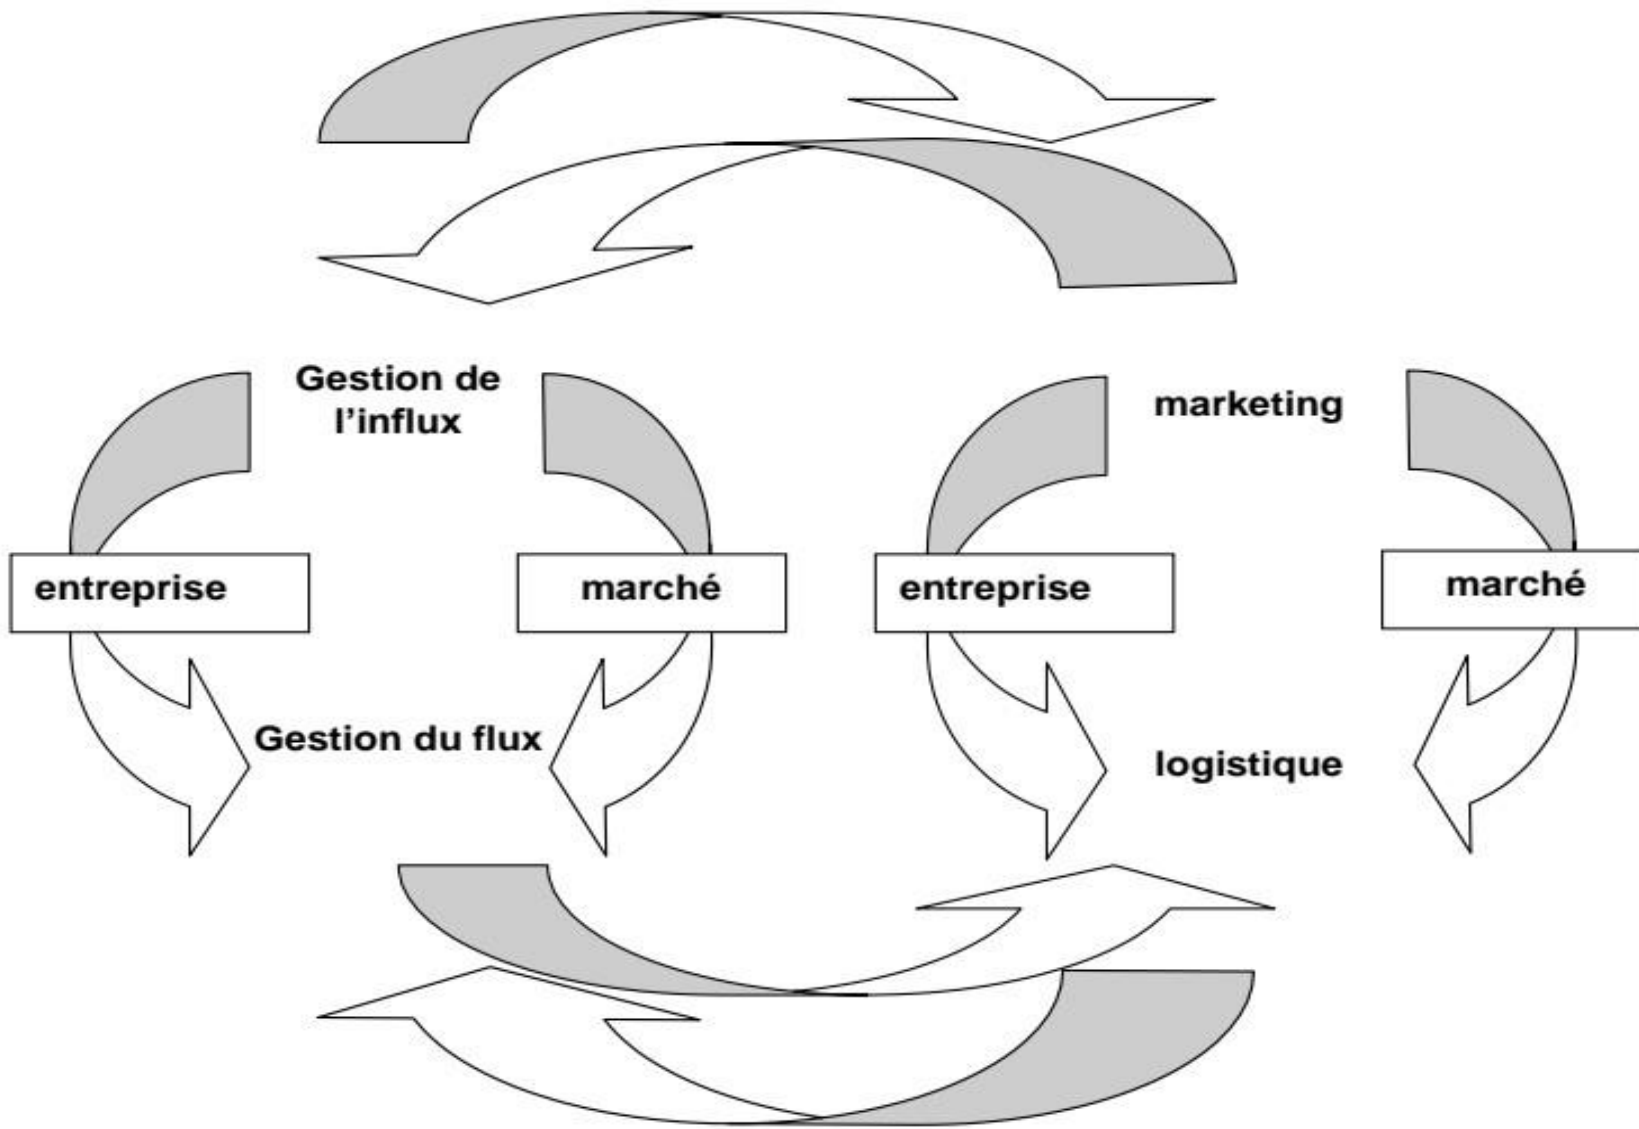 Gestion de
l'influx
marketing
entreprise
marché
entreprise
marché
Gestion du flux
logistique